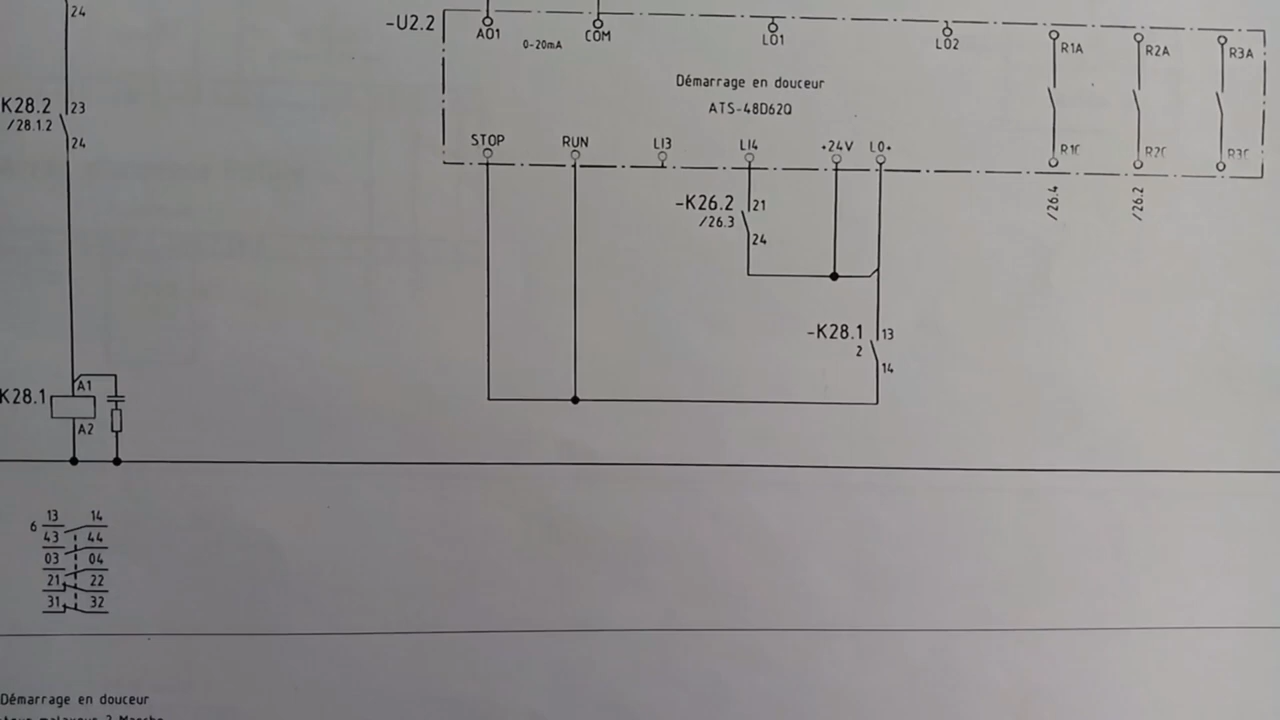 24
-U2.2
AO1
0-20mA
COM
LO1
LO2
R1A
R2A
R3A
Démarrage en douceur
ATS-48D62Q
K28.2
/28.1.2
23
24
STOP
RUN
LI3
LI4
+24V
LO+
R1C
R2C
R3C
-K26.2
/26.3
21
24
/26.4
/26.2
-K28.1
2
13
14
K28.1
A1
A2
6
13 14
43 44
03 04
21 22
31 32
Démarrage en douceur
malaxeur 2 Marche